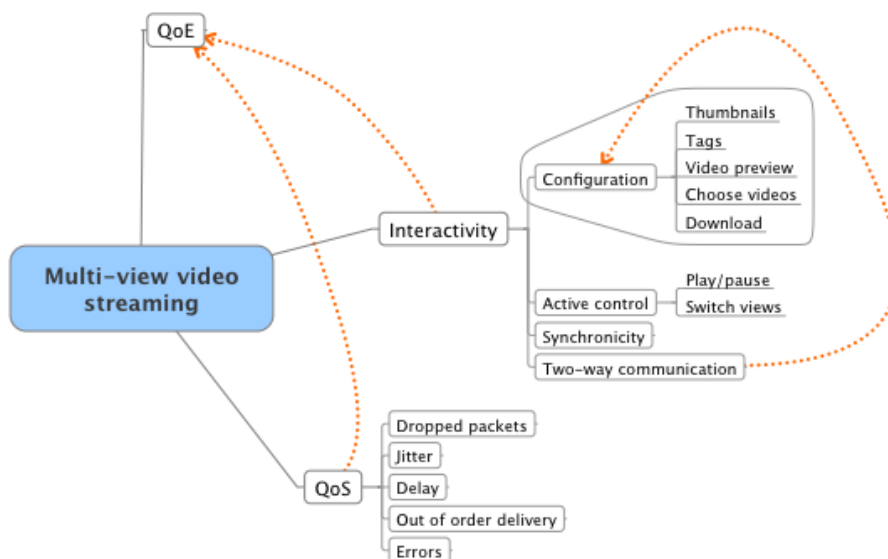 QoE
Thumbnails
Tags
Video preview
Configuration
Choose videos
Download
Interactivity
Multi-view video
streaming
Play/pause
Active control
Switch views
Synchronicity
Two-way communication
Dropped packets
Jitter
QoS
Delay
Out of order delivery
Errors